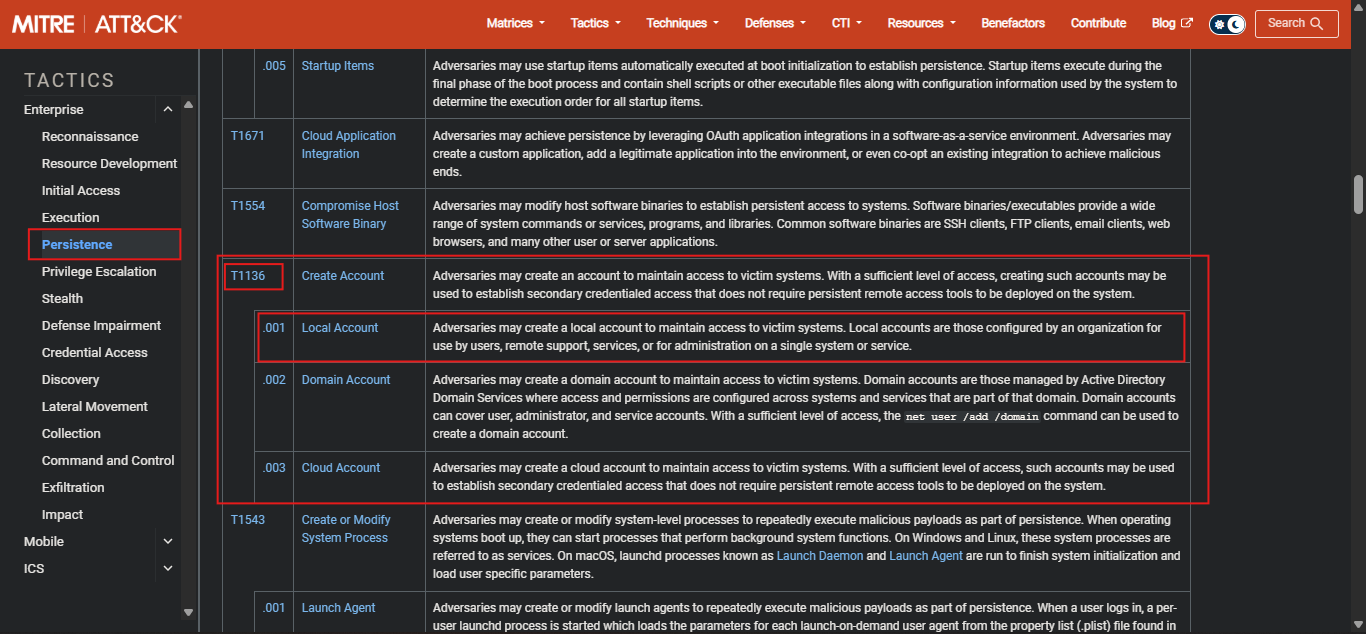 MITRE | ATT&CK®
Matrices
Tactics
Techniques
Defenses
CTI
Resources
Benefactors
Contribute
Blog
Search
TACTICS
Enterprise
Reconnaissance
Resource Development
Initial Access
Execution
Persistence
Privilege Escalation
Stealth
Defense Impairment
Credential Access
Discovery
Lateral Movement
Collection
Command and Control
Exfiltration
Impact
Mobile
ICS
.005
Startup Items
Adversaries may use startup items automatically executed at boot initialization to establish persistence. Startup items execute during the
final phase of the boot process and contain shell scripts or other executable files along with configuration information used by the system to
determine the execution order for all startup items.
T1671
Cloud Application
Integration
Adversaries may achieve persistence by leveraging OAuth application integrations in a software-as-a-service environment. Adversaries may
create a custom application, add a legitimate application into the environment, or even co-opt an existing integration to achieve malicious
ends.
T1554
Compromise Host
Software Binary
Adversaries may modify host software binaries to establish persistent access to systems. Software binaries/executables provide a wide
range of system commands or services, programs, and libraries. Common software binaries are SSH clients, FTP clients, email clients, web
browsers, and many other user or server applications.
T1136
Create Account
Adversaries may create an account to maintain access to victim systems. With a sufficient level of access, creating such accounts may be
used to establish secondary credentialed access that does not require persistent remote access tools to be deployed on the system.
.001
Local Account
Adversaries may create a local account to maintain access to victim systems. Local accounts are those configured by an organization for
use by users, remote support, services, or for administration on a single system or service.
.002
Domain Account
Adversaries may create a domain account to maintain access to victim systems. Domain accounts are those managed by Active Directory
Domain Services where access and permissions are configured across systems and services that are part of that domain. Domain accounts
can cover user, administrator, and service accounts. With a sufficient level of access, the net user /add /domain command can be used to
create a domain account.
.003
Cloud Account
Adversaries may create a cloud account to maintain access to victim systems. With a sufficient level of access, such accounts may be used
to establish secondary credentialed access that does not require persistent remote access tools to be deployed on the system.
T1543
Create or Modify
System Process
Adversaries may create or modify system-level processes to repeatedly execute malicious payloads as part of persistence. When operating
systems boot up, they can start processes that perform background system functions. On Windows and Linux, these system processes are
referred to as services. On macOS, launchd processes known as Launch Daemon and Launch Agent are run to finish system initialization and
load user specific parameters.
.001
Launch Agent
Adversaries may create or modify launch agents to repeatedly execute malicious payloads as part of persistence. When a user logs in, a per-
user launchd process is started which loads the parameters for each launch-on-demand user agent from the property list (.plist) file found in